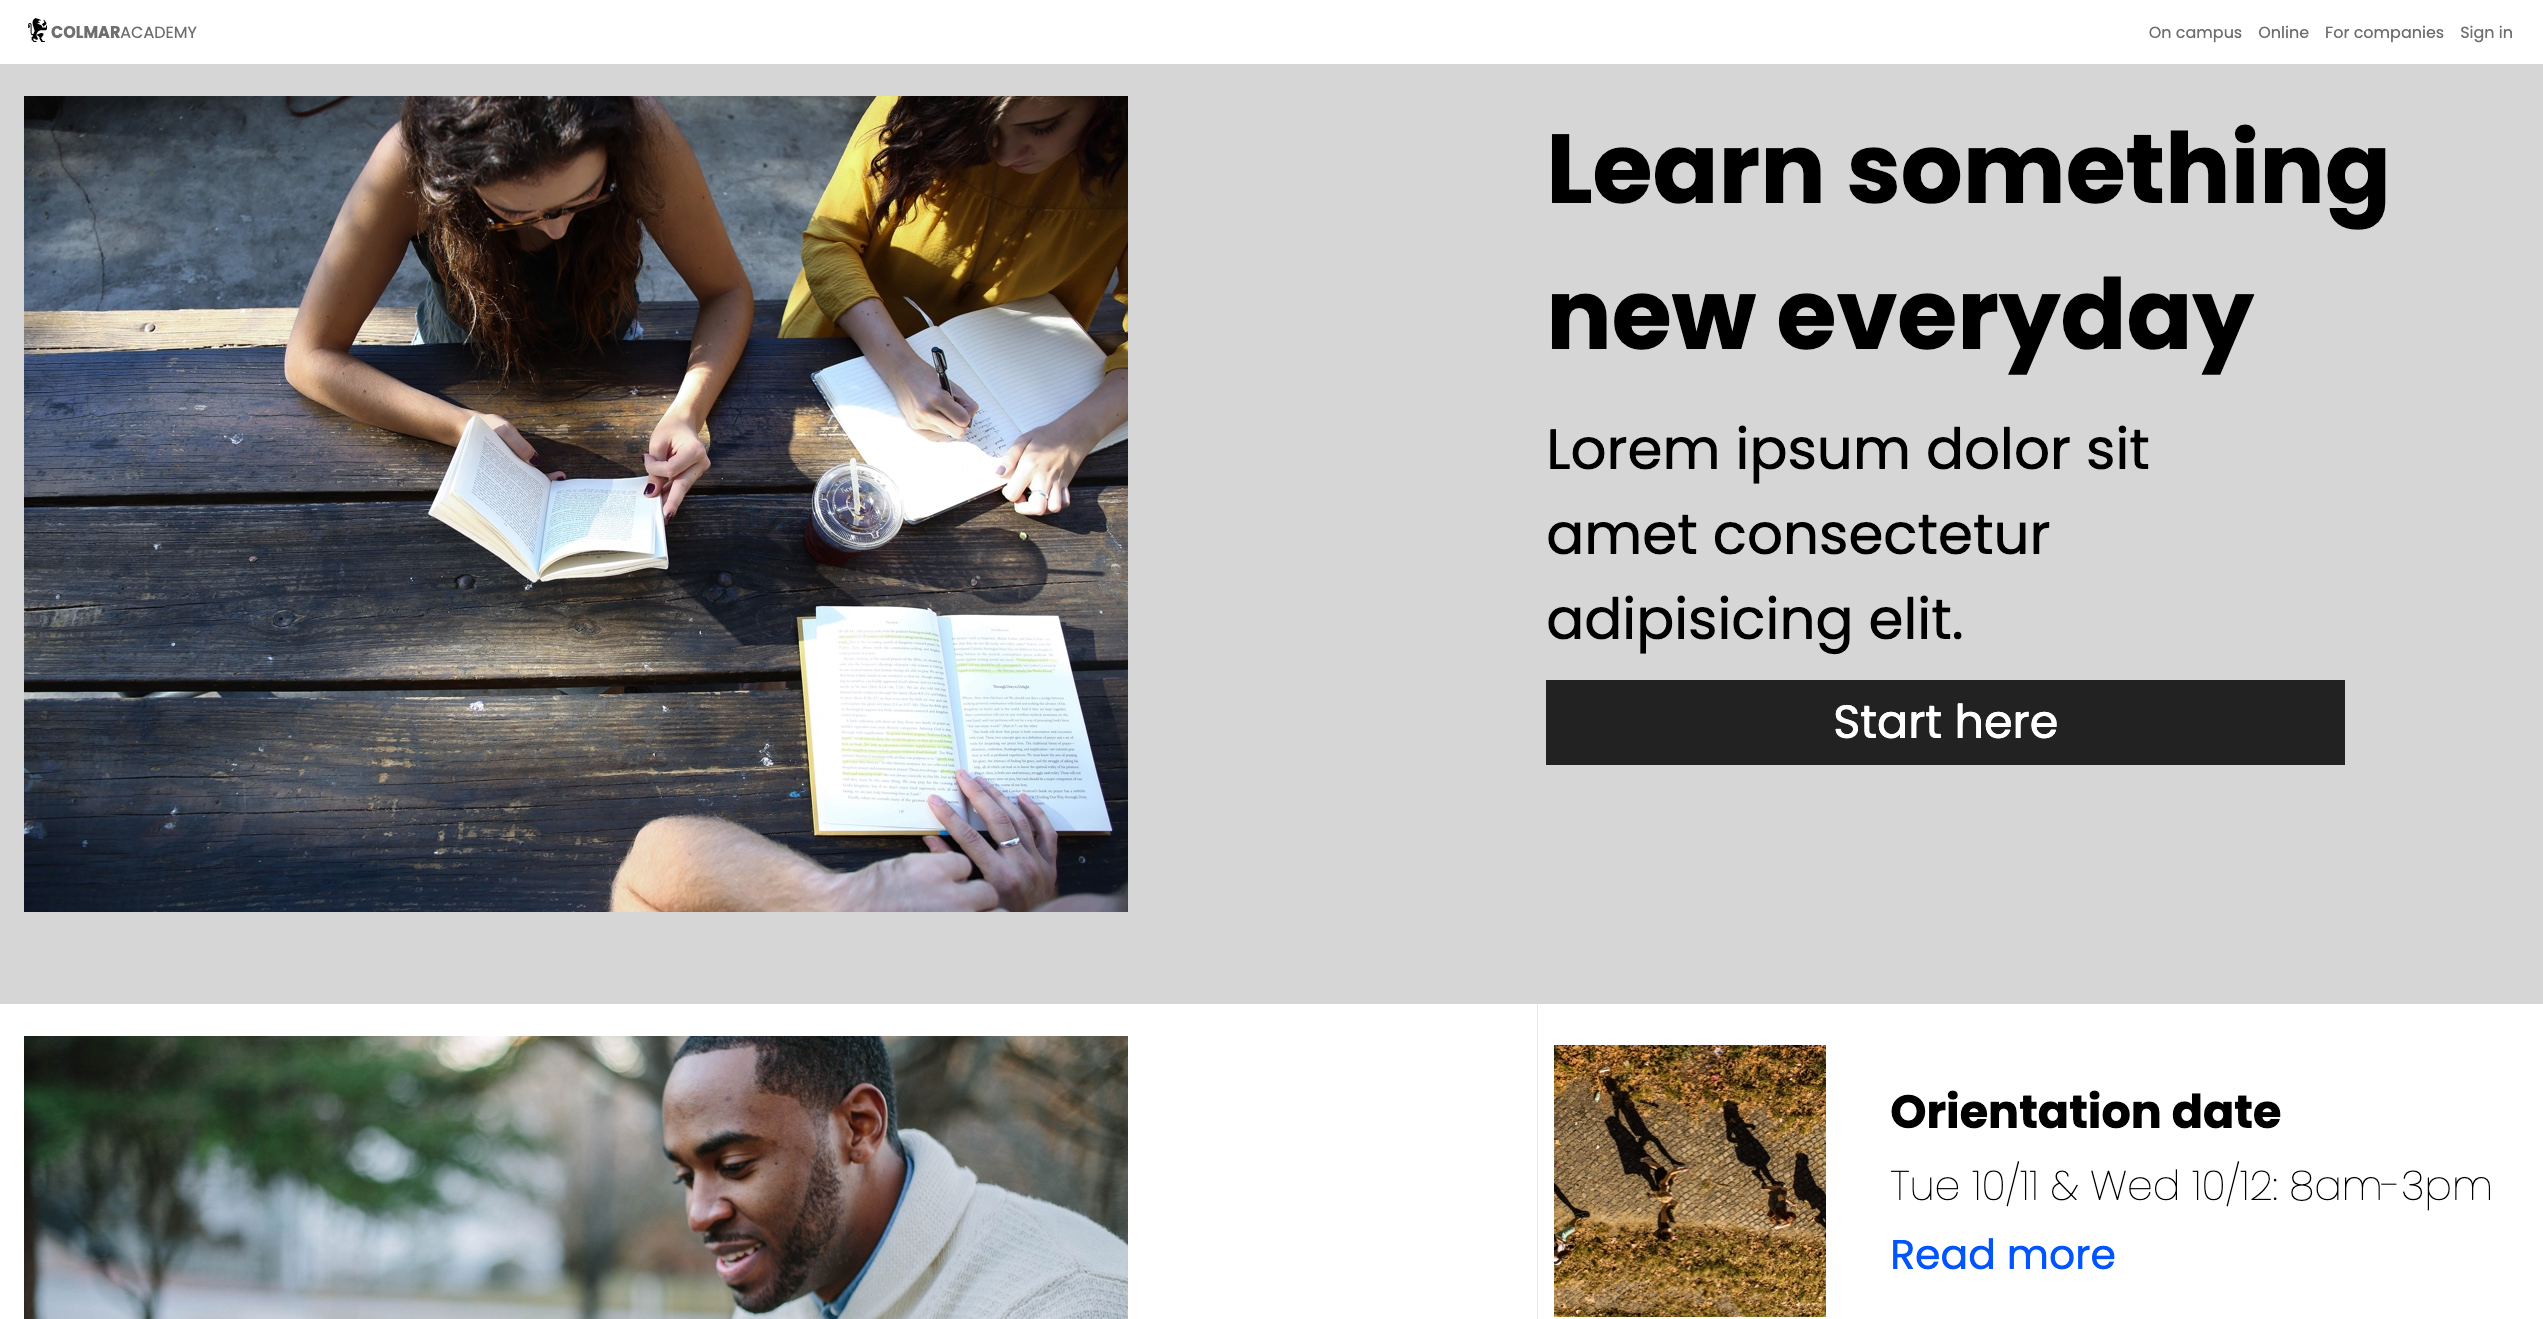 COLMARACADEMY
On campus Online For companies Sign in
Learn something
new everyday
Lorem ipsum dolor sit
amet consectetur
adipisicing elit.
Start here
Orientation date
Tue 10/11 & Wed 10/12: 8am-3pm
Read more